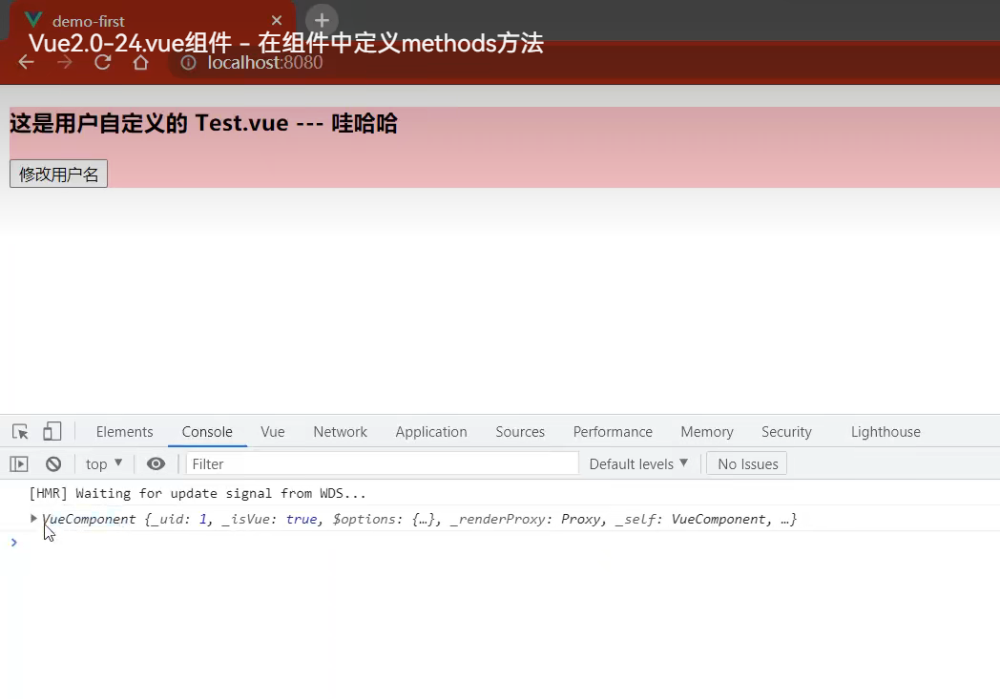 demo-first
Vue2.0-24.vue组件 - 在组件中定义methods方法
localhost:8080
这是用户自定义的 Test.vue --- 哇哈哈
修改用户名
Elements Console Vue Network Application Sources Performance Memory Security Lighthouse
top Filter Default levels No Issues
[HMR] Waiting for update signal from WDS...
VueComponent {_uid: 1, _isVue: true, $options: {…}, _renderProxy: Proxy, _self: VueComponent, …}